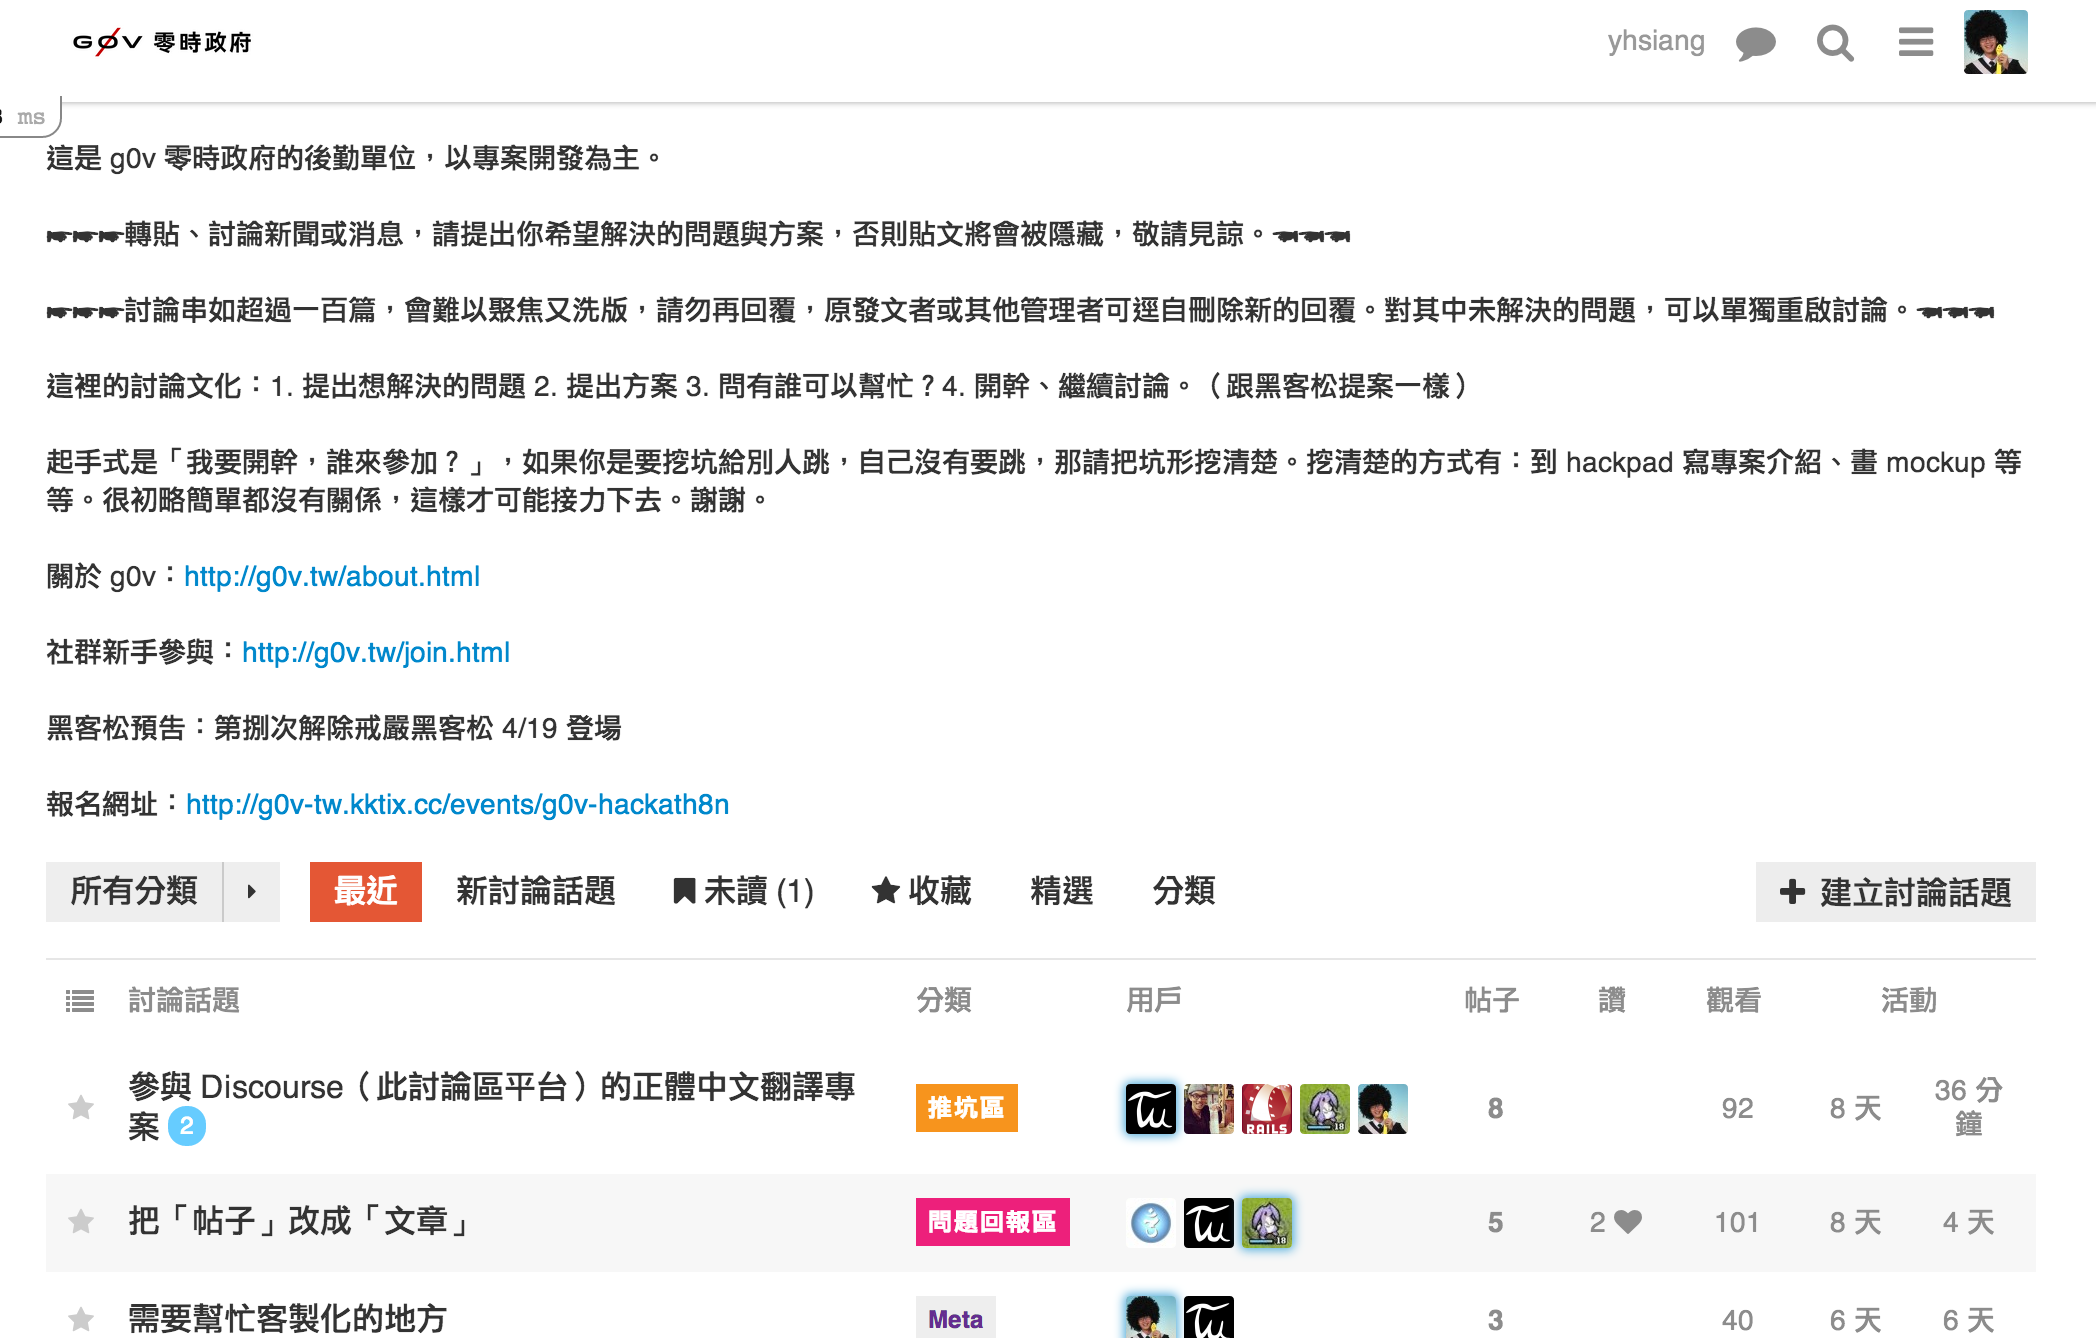 g0v 零時政府
yhsiang
ms
這是 g0v 零時政府的後勤單位，以專案開發為主。
☛☛☛轉貼、討論新聞或消息，請提出你希望解決的問題與方案，否則貼文將會被隱藏，敬請見諒。☚☚☚
☛☛☛討論串如超過一百篇，會難以聚焦又洗版，請勿再回覆，原發文者或其他管理者可逕自刪除新的回覆。對其中未解決的問題，可以單獨重啟討論。☚☚☚
這裡的討論文化：1. 提出想解決的問題 2. 提出方案 3. 問有誰可以幫忙？4. 開幹、繼續討論。（跟黑客松提案一樣）
起手式是「我要開幹，誰來參加？」，如果你是要挖坑給別人跳，自己沒有要跳，那請把坑形挖清楚。挖清楚的方式有：到 hackpad 寫專案介紹、畫 mockup 等
等。很初略簡單都沒有關係，這樣才可能接力下去。謝謝。
關於 g0v：http://g0v.tw/about.html
社群新手參與：http://g0v.tw/join.html
黑客松預告：第捌次解除戒嚴黑客松 4/19 登場
報名網址：http://g0v-tw.kktix.cc/events/g0v-hackath8n
所有分類 最近 新討論話題 未讀 (1) 收藏 精選 分類 建立討論話題
討論話題 分類 用戶 帖子 讚 觀看 活動
參與 Discourse（此討論區平台）的正體中文翻譯專
案 2 推坑區 RAILS 18 8 92 8 天 36 分
鐘
把「帖子」改成「文章」 問題回報區 18 5 2 101 8 天 4 天
需要幫忙客製化的地方 Meta 3 40 6 天 6 天